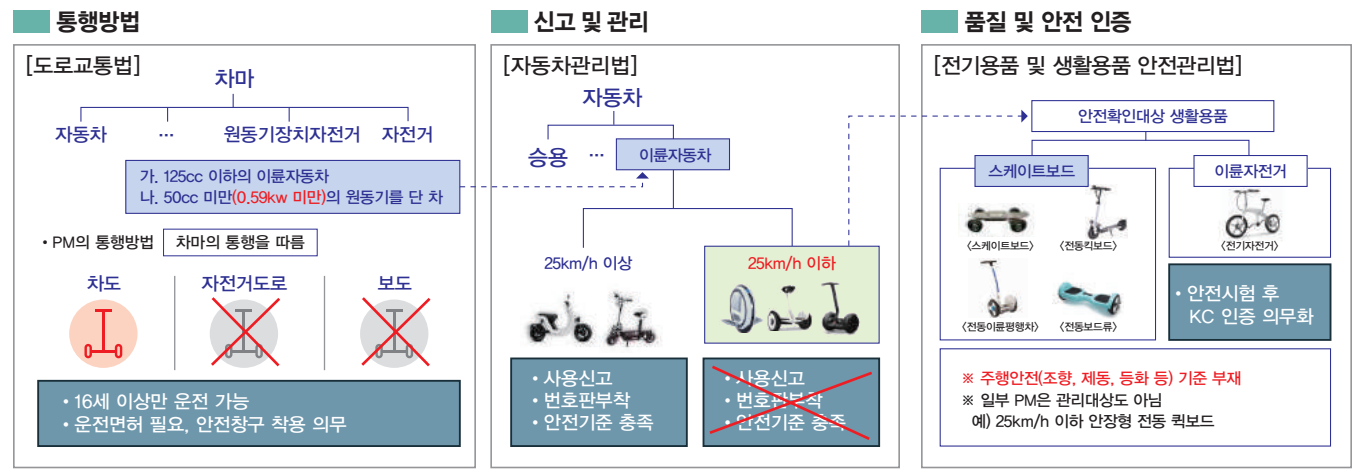 통행방법
[도로교통법]
차마
자동차 … 원동기장치자전거 자전거
가. 125cc 이하의 이륜자동차
나. 50cc 미만(0.59kw 미만)의 원동기를 단 차
• PM의 통행방법 차마의 통행을 따름
차도 자전거도로 보도
• 16세 이상만 운전 가능
• 운전면허 필요, 안전창구 착용 의무
신고 및 관리
[자동차관리법]
자동차
승용 … 이륜자동차
25km/h 이상 25km/h 이하
• 사용신고
• 번호판부착
• 안전기준 충족
• 사용신고
• 번호판부착
• 안전기준 충족
품질 및 안전 인증
[전기용품 및 생활용품 안전관리법]
안전확인대상 생활용품
스케이트보드
〈스케이트보드〉 〈전동킥보드〉
〈전동이륜평행차〉 〈전동보드류〉
이륜자전거
〈전기자전거〉
• 안전시험 후
KC 인증 의무화
※ 주행안전(조향, 제동, 등화 등) 기준 부재
※ 일부 PM은 관리대상도 아님
예) 25km/h 이하 안장형 전동 퀵보드